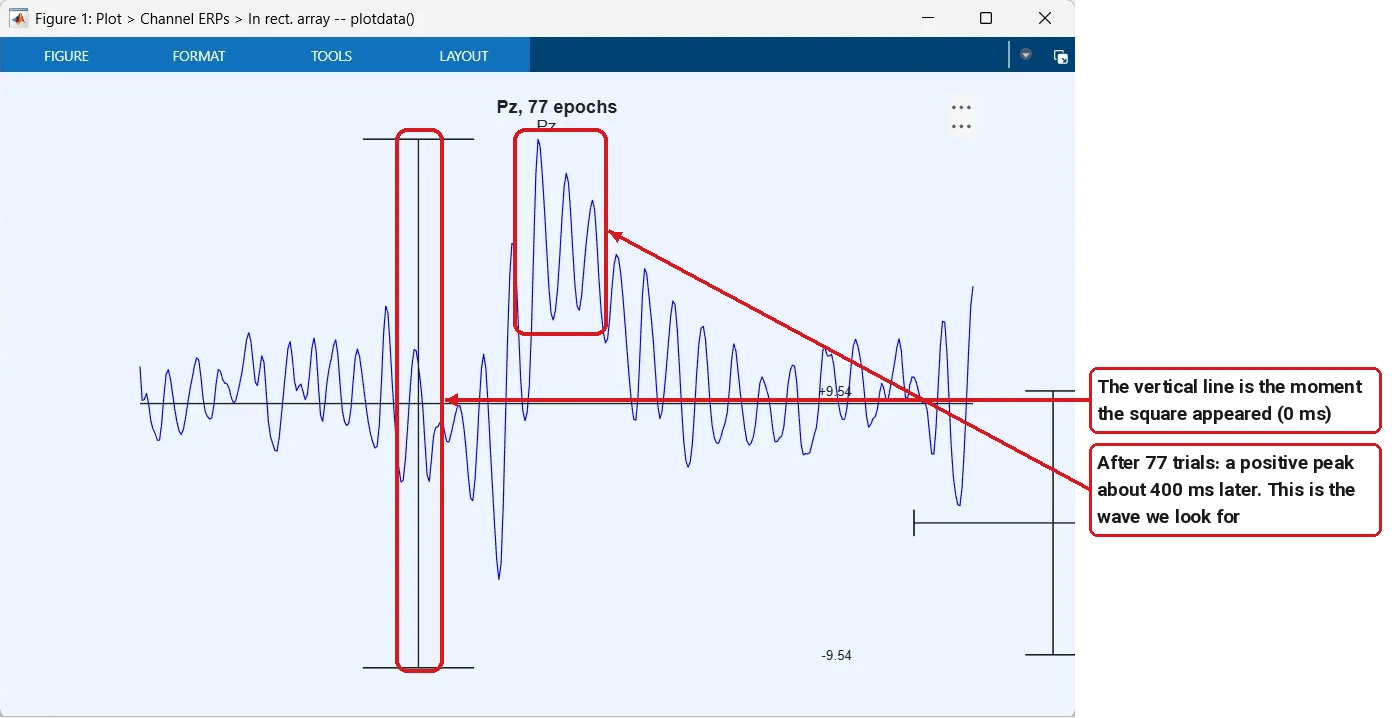 Figure 1: Plot > Channel ERPs > In rect. array -- plotdata()
FIGURE FORMAT TOOLS LAYOUT
Pz, 77 epochs
Pz
+9.54
-9.54
The vertical line is the moment
the square appeared (0 ms)
After 77 trials: a positive peak
about 400 ms later. This is the
wave we look for